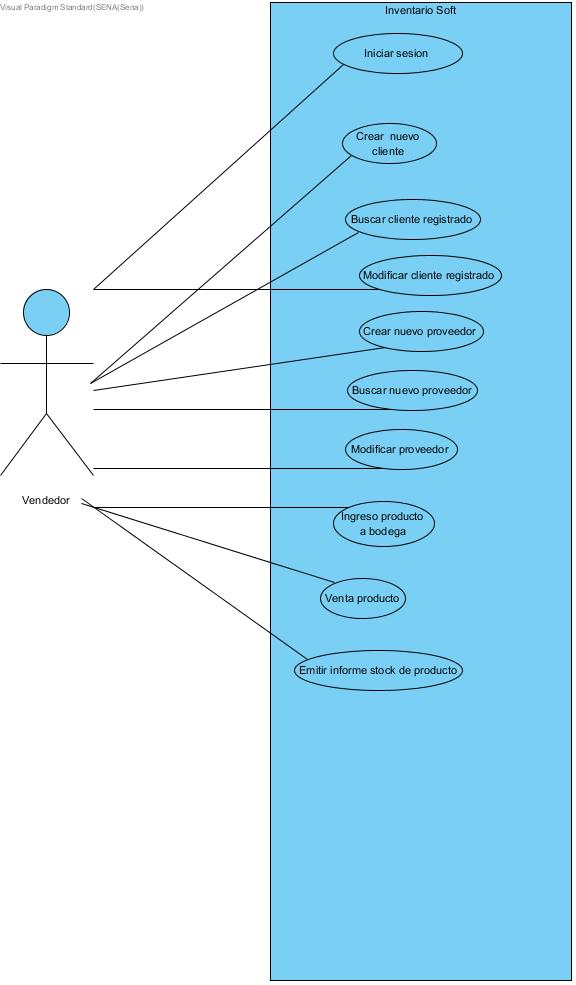 Visual Paradigm Standard(SENA(Sena))
Inventario Soft
Iniciar sesion
Crear nuevo
cliente
Buscar cliente registrado
Modificar cliente registrado
Crear nuevo proveedor
Buscar nuevo proveedor
Modificar proveedor
Vendedor
Ingreso producto
a bodega
Venta producto
Emitir informe stock de producto